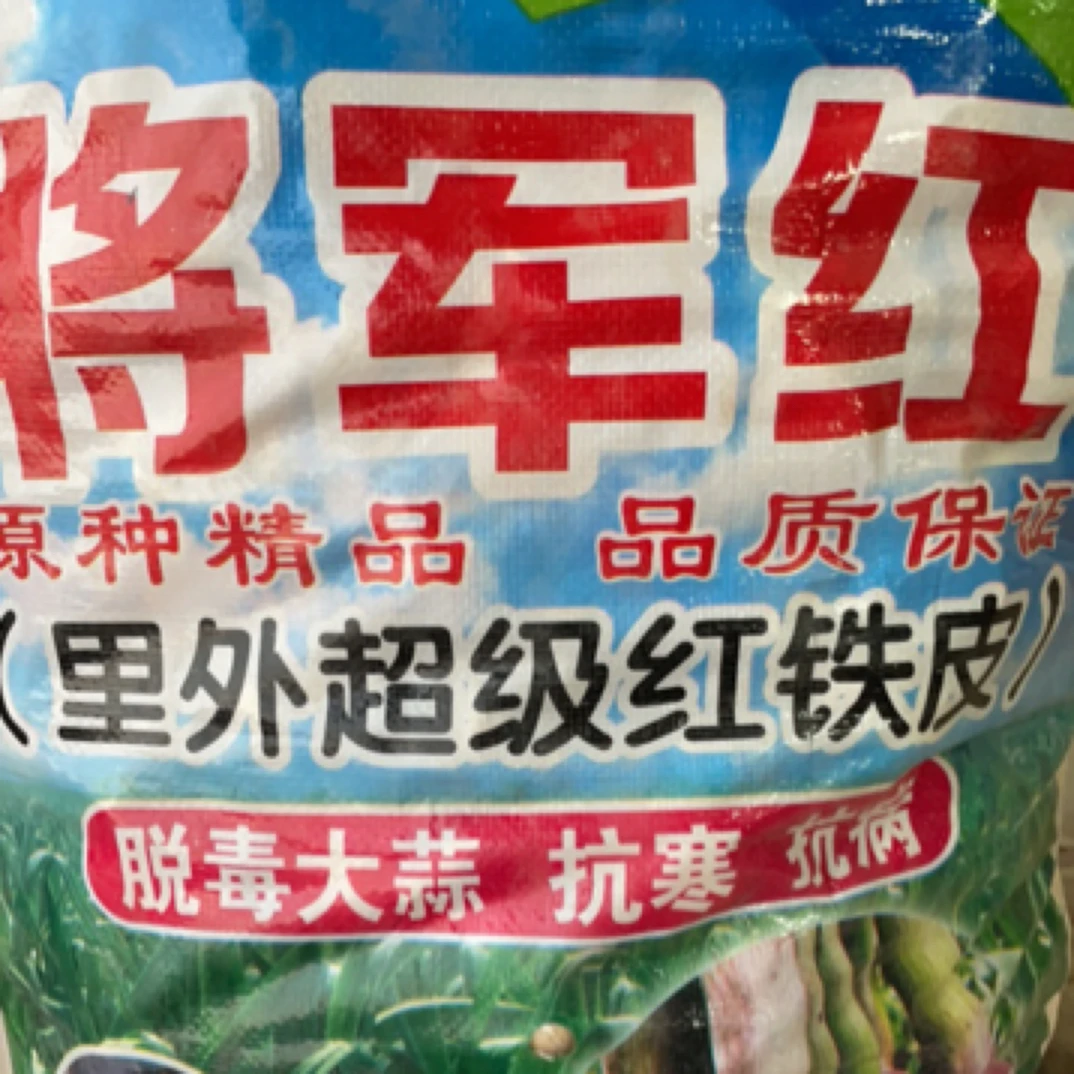 将军红
原种精品 品质保证
(里外超级红铁皮)
脱毒大蒜 抗寒 抗病